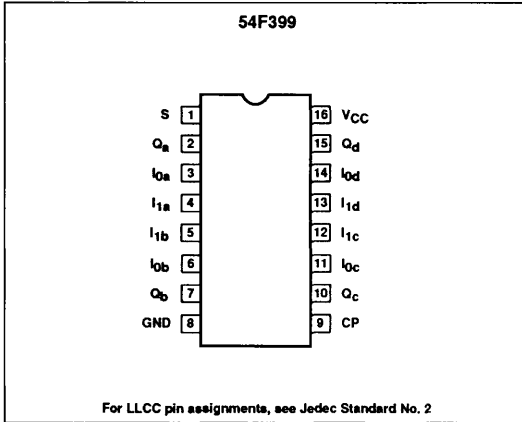 54F399
S 1 16 VCC
Qa 2 15 Qd
I0a 3 14 I0d
I1a 4 13 I1d
I1b 5 12 I1c
I0b 6 11 I0c
Qb 7 10 Qc
GND 8 9 CP
For LLCC pin assignments, see Jedec Standard No. 2